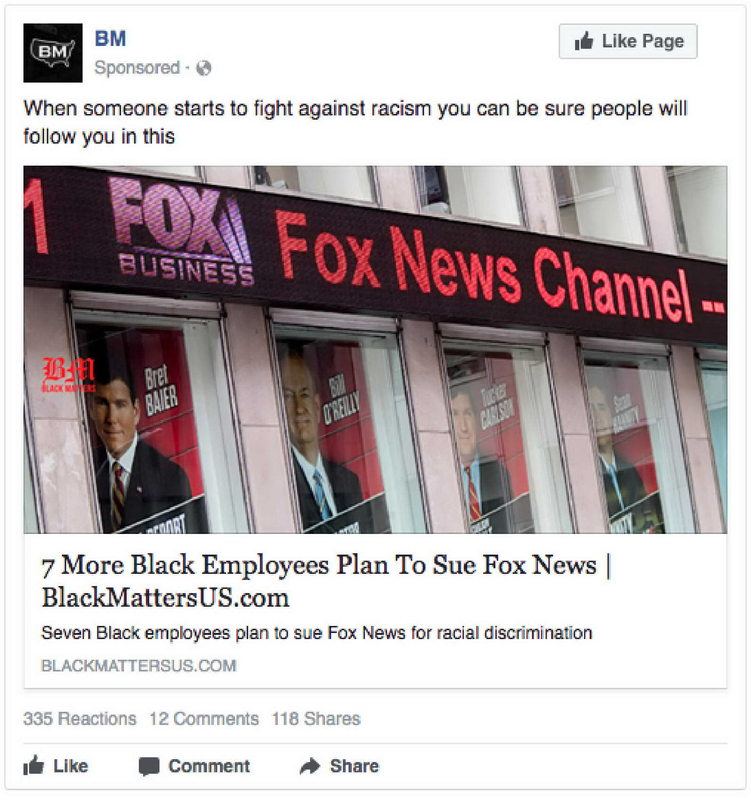 BM
BM
Sponsored ·
Like Page
When someone starts to fight against racism you can be sure people will
follow you in this
1
FOX
BUSINESS
Fox News Channel --
BM
BLACK MATTERS
Bret
BAIER
REPORT
Bill
O'REILLY
Tucker
CARLSON
Sean
HANNITY
7 More Black Employees Plan To Sue Fox News |
BlackMattersUS.com
Seven Black employees plan to sue Fox News for racial discrimination
BLACKMATTERSUS.COM
335 Reactions 12 Comments 118 Shares
Like Comment Share